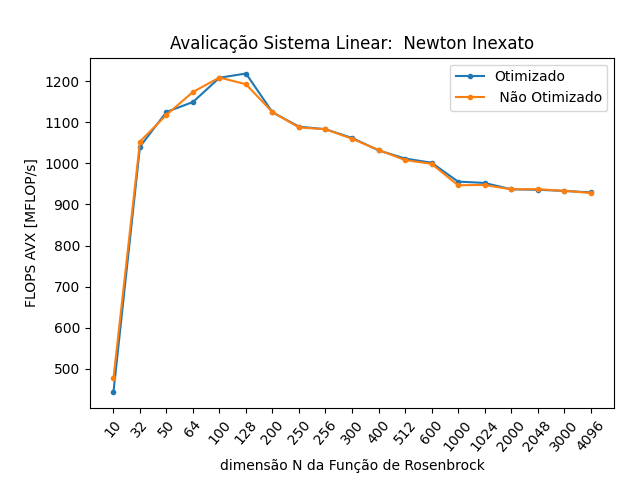 Avalicação Sistema Linear:  Newton Inexato
Otimizado
Não Otimizado
FLOPS AVX [MFLOP/s]
1200
1100
1000
900
800
700
600
500
10 32 50 64 100 128 200 250 256 300 400 512 600 1000 1024 2000 2048 3000 4096
dimensão N da Função de Rosenbrock